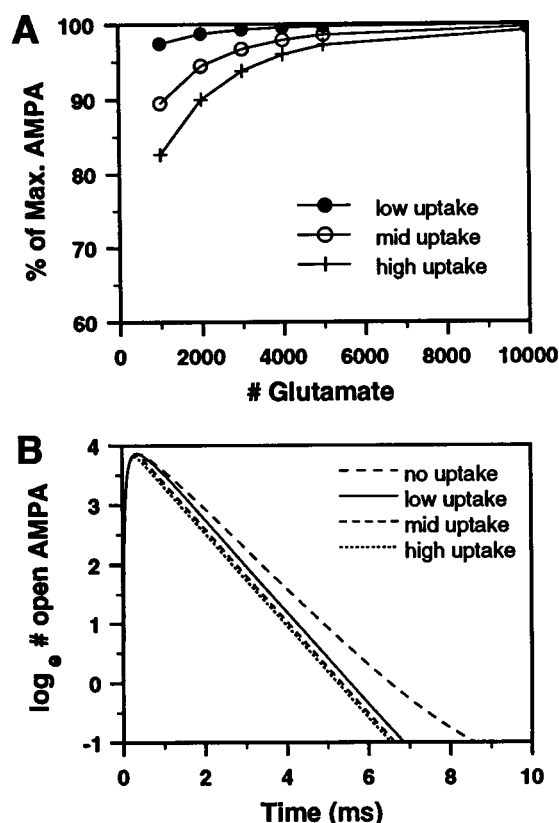 A
% of Max. AMPA
100
90
80
70
60
low uptake
mid uptake
high uptake
0
2000
4000
6000
8000
10000
# Glutamate
B
log e # open AMPA
4
3
2
1
0
-1
no uptake
low uptake
mid uptake
high uptake
0
2
4
6
8
10
Time (ms)